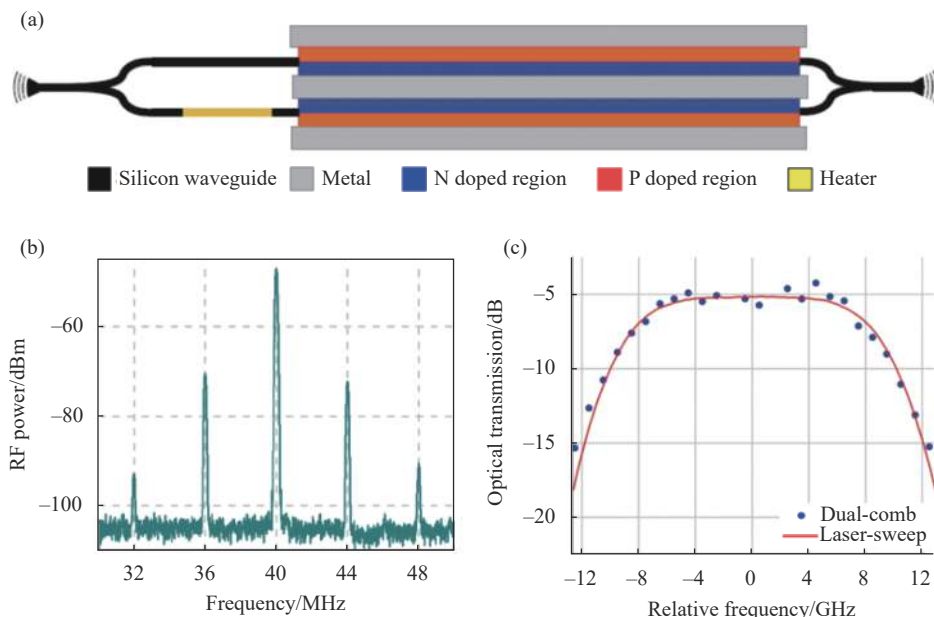 (a)
Silicon waveguide Metal N doped region P doped region Heater
(b)
RF power/dBm
−60
−80
−100
32 36 40 44 48
Frequency/MHz
(c)
Optical transmission/dB
−5
−10
−15
−20
Dual-comb
Laser-sweep
−12 −8 −4 0 4 8 12
Relative frequency/GHz